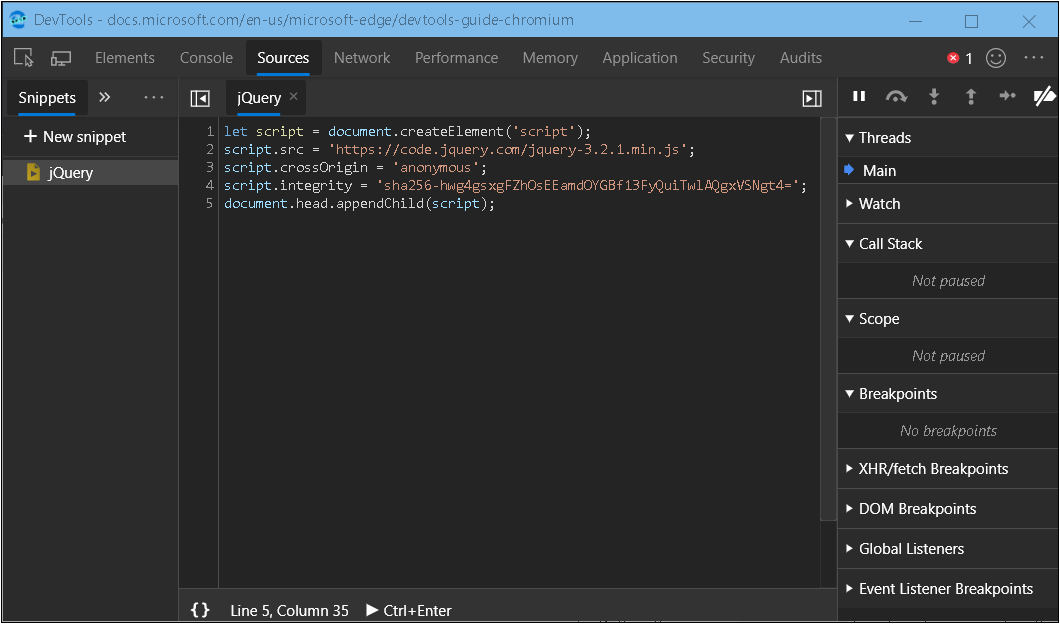 DevTools - docs.microsoft.com/en-us/microsoft-edge/devtools-guide-chromium
Elements Console Sources Network Performance Memory Application Security Audits 1
Snippets
jQuery
New snippet
jQuery
1 let script = document.createElement('script');
2 script.src = 'https://code.jquery.com/jquery-3.2.1.min.js';
3 script.crossOrigin = 'anonymous';
4 script.integrity = 'sha256-hwg4gsxgFZhOsEEamdOYGBf13FyQuiTwlAQgxVSNgt4=';
5 document.head.appendChild(script);
{} Line 5, Column 35 Ctrl+Enter
Threads
Main
Watch
Call Stack
Not paused
Scope
Not paused
Breakpoints
No breakpoints
XHR/fetch Breakpoints
DOM Breakpoints
Global Listeners
Event Listener Breakpoints